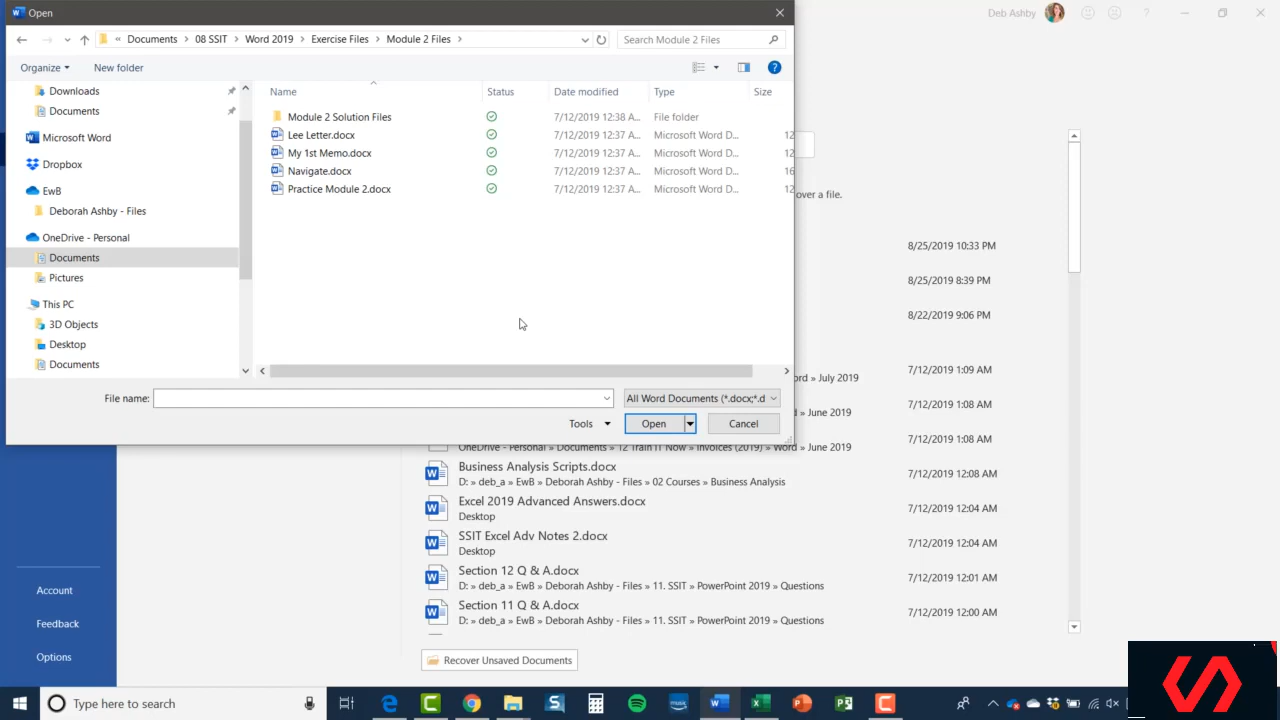 Open
Deb Ashby
« Documents > 08 SSIT > Word 2019 > Exercise Files > Module 2 Files >
Search Module 2 Files
Organize
New folder
Name
Status
Date modified
Type
Size
Downloads
Documents
Microsoft Word
Dropbox
EwB
Deborah Ashby - Files
OneDrive - Personal
Documents
Pictures
This PC
3D Objects
Desktop
Documents
Module 2 Solution Files 7/12/2019 12:38 A... File folder
Lee Letter.docx 7/12/2019 12:37 A... Microsoft Word D... 12
My 1st Memo.docx 7/12/2019 12:37 A... Microsoft Word D... 12
Navigate.docx 7/12/2019 12:37 A... Microsoft Word D... 16
Practice Module 2.docx 7/12/2019 12:37 A... Microsoft Word D... 12
File name:
All Word Documents (*.docx;*.d
Tools
Open
Cancel
over a file.
8/25/2019 10:33 PM
8/25/2019 8:39 PM
8/22/2019 9:06 PM
7/12/2019 1:09 AM
ord » July 2019
7/12/2019 1:08 AM
rd » June 2019
7/12/2019 1:08 AM
OneDrive - Personal » Documents » 12 Train IT Now » Invoices (2019) » Word » June 2019
Business Analysis Scripts.docx
D: » deb_a » EwB » Deborah Ashby - Files » 02 Courses » Business Analysis
7/12/2019 12:08 AM
Excel 2019 Advanced Answers.docx
Desktop
7/12/2019 12:04 AM
SSIT Excel Adv Notes 2.docx
Desktop
7/12/2019 12:04 AM
Section 12 Q & A.docx
D: » deb_a » EwB » Deborah Ashby - Files » 11. SSIT » PowerPoint 2019 » Questions
7/12/2019 12:01 AM
Section 11 Q & A.docx
D: » deb_a » EwB » Deborah Ashby - Files » 11. SSIT » PowerPoint 2019 » Questions
7/12/2019 12:00 AM
Recover Unsaved Documents
Account
Feedback
Options
Type here to search